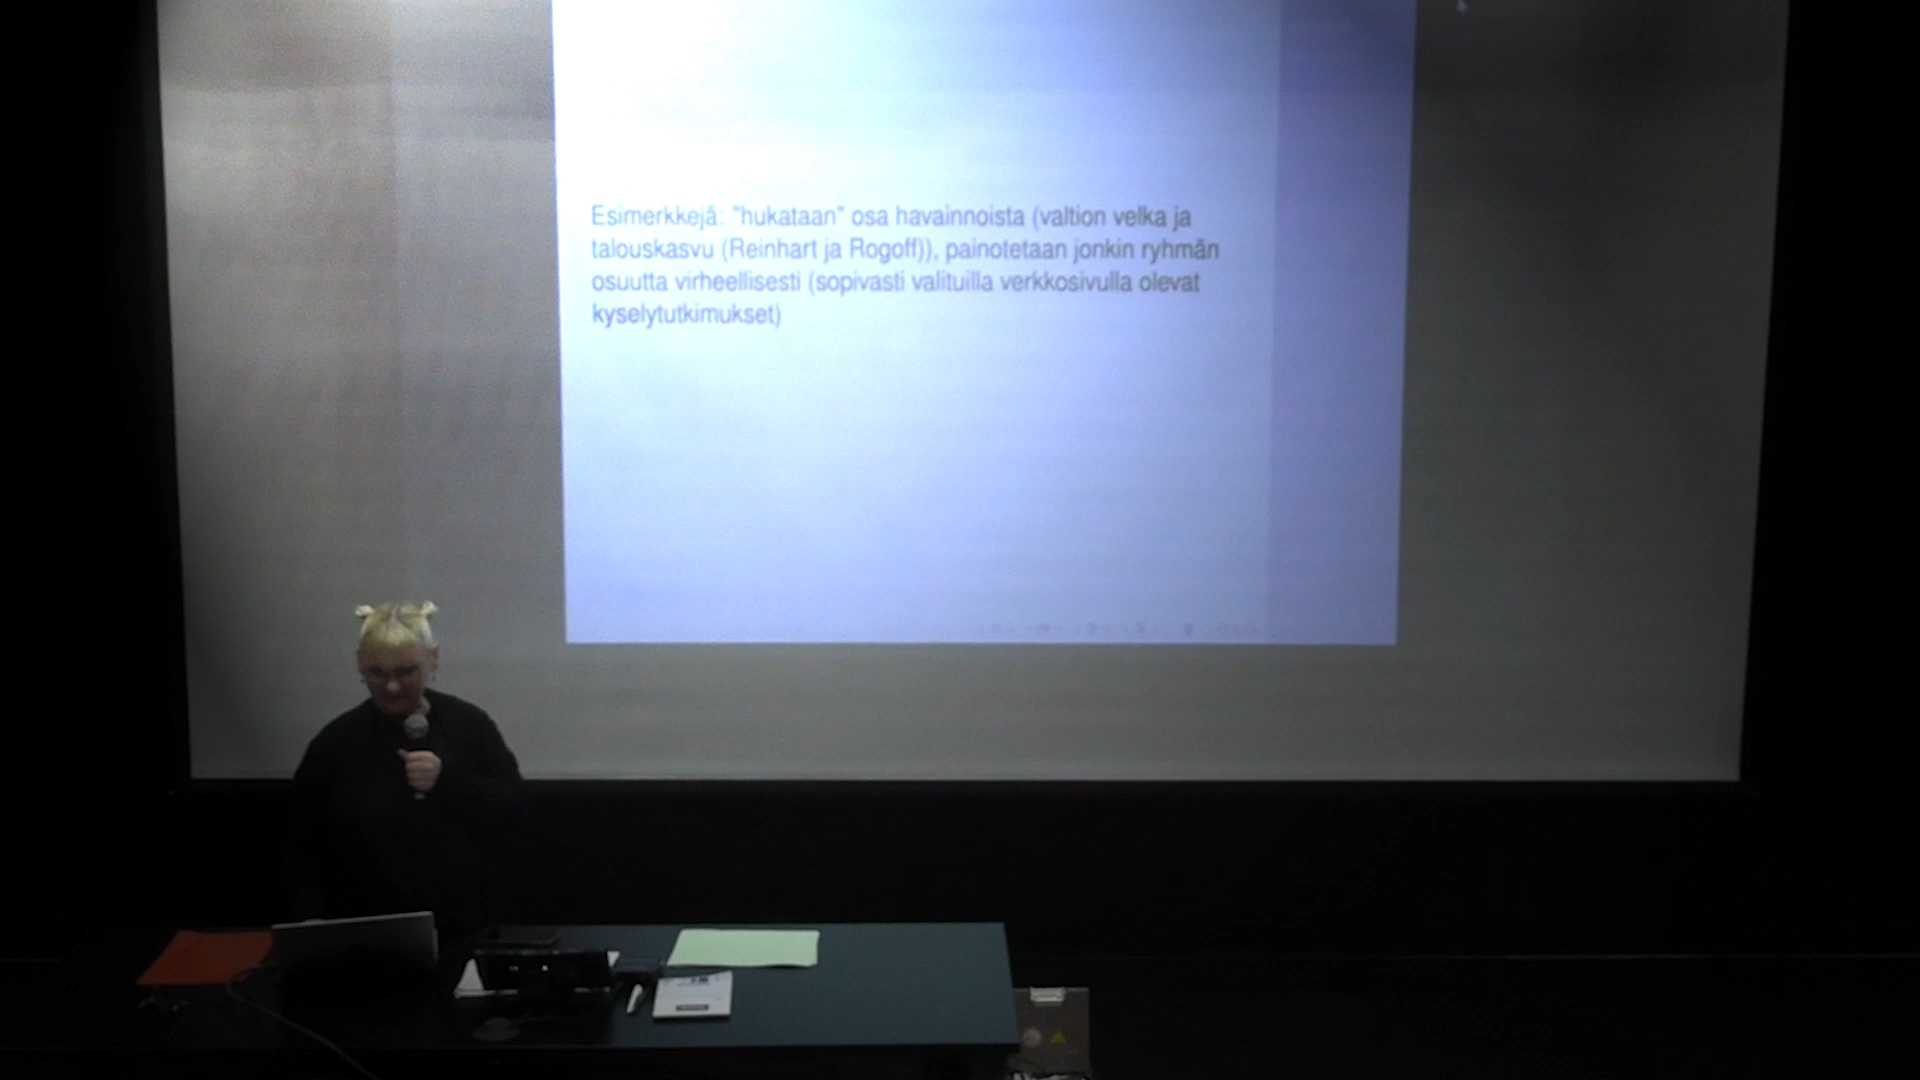 Esimerkkejä: "hukataan" osa havainnoista (valtion velka ja
talouskasvu (Reinhart ja Rogoff)), painotetaan jonkin ryhmän
osuutta virheellisesti (sopivasti valituilla verkkosivulla olevat
kyselytutkimukset)